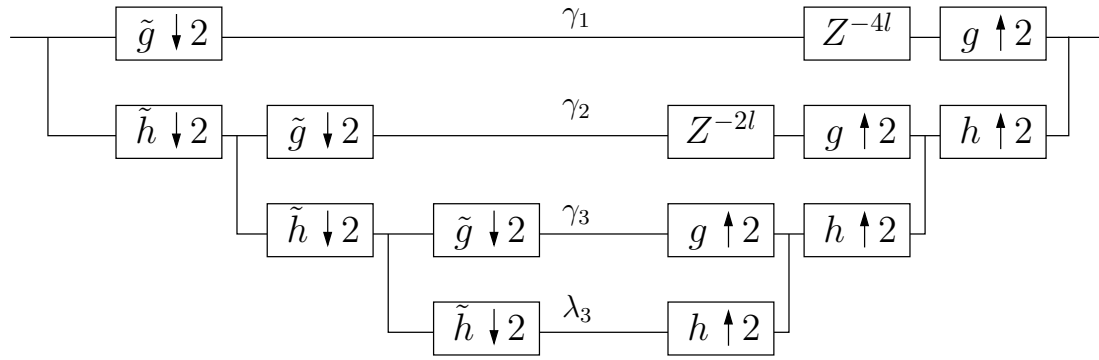 g̃ ↓ 2 γ₁ Z⁻⁴ˡ g ↑ 2
h̃ ↓ 2 g̃ ↓ 2 γ₂ Z⁻²ˡ g ↑ 2 h ↑ 2
h̃ ↓ 2 g̃ ↓ 2 γ₃ g ↑ 2 h ↑ 2
h̃ ↓ 2 λ₃ h ↑ 2